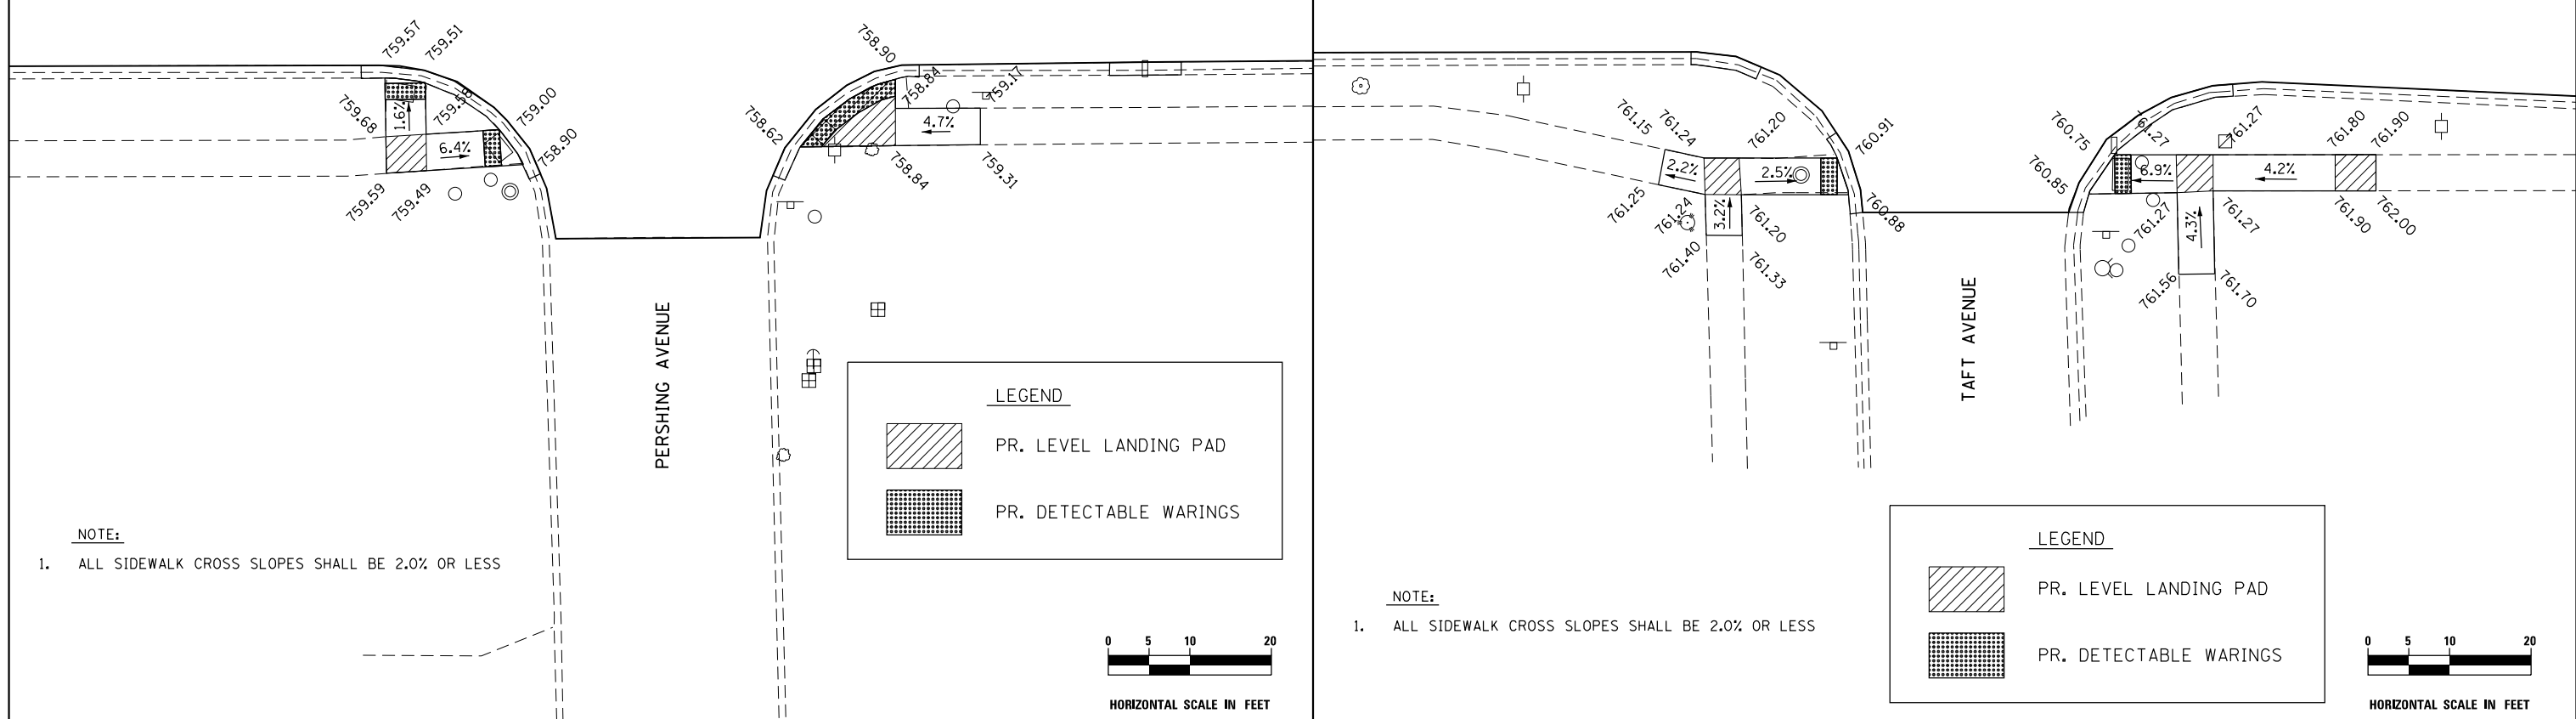 759.57
759.51
759.68
1.6%
759.58
759.00
6.4%
758.90
759.59
759.49
758.90
758.84
759.17
758.62
4.7%
758.84
759.31
PERSHING AVENUE
LEGEND
PR. LEVEL LANDING PAD
PR. DETECTABLE WARINGS
NOTE:
1. ALL SIDEWALK CROSS SLOPES SHALL BE 2.0% OR LESS
0 5 10 20
HORIZONTAL SCALE IN FEET
761.15
761.24
761.20
760.91
2.2%
2.5%
761.25
761.24
3.2%
761.20
760.88
761.40
761.33
760.75
61.27
761.27
761.80
761.90
760.85
6.9%
4.2%
761.27
4.3%
761.27
761.90
762.00
761.56
761.70
TAFT AVENUE
LEGEND
PR. LEVEL LANDING PAD
PR. DETECTABLE WARINGS
NOTE:
1. ALL SIDEWALK CROSS SLOPES SHALL BE 2.0% OR LESS
0 5 10 20
HORIZONTAL SCALE IN FEET